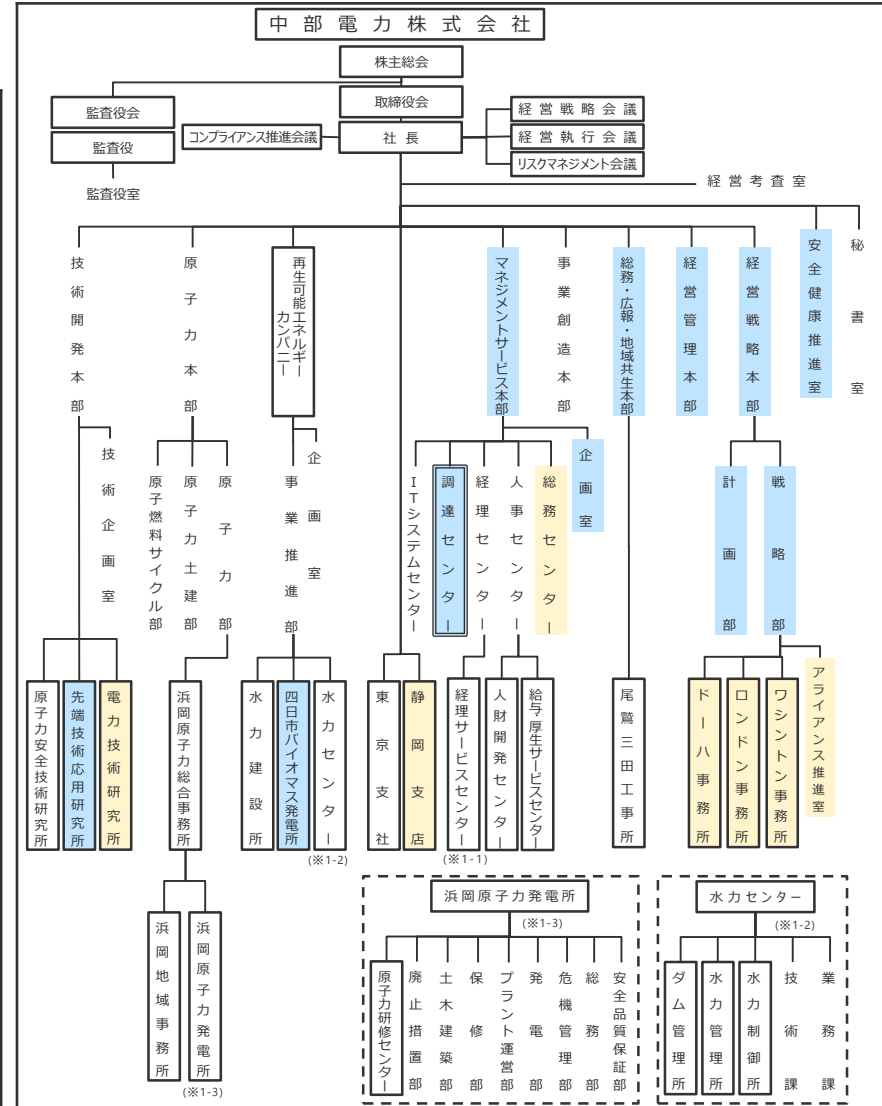 中部電力株式会社
株主総会
取締役会
監査役会
経営戦略会議
社長
コンプライアンス推進会議
経営執行会議
監査役
リスクマネジメント会議
監査役室
経営考査室
秘書室
安全健康推進室
経営戦略本部
経営管理本部
総務・広報・地域共生本部
事業創造本部
マネジメントサービス本部
再生可能エネルギー
カンパニー
原子力本部
技術開発本部
戦略部
計画部
企画室
総務センター
人事センター
経理センター
調達センター
ITシステムセンター
企画室
事業推進部
原子力部
原子力土建部
原子燃料サイクル部
技術企画室
アライアンス推進室
ワシントン事務所
ロンドン事務所
ドーハ事務所
尾鷲三田工事所
給与厚生サービスセンター
人財開発センター
経理サービスセンター
(※1-1)
静岡支店
東京支社
水力センター
(※1-2)
四日市バイオマス発電所
水力建設所
浜岡原子力総合事務所
電力技術研究所
先端技術応用研究所
原子力安全技術研究所
浜岡原子力発電所
(※1-3)
浜岡地域事務所
浜岡原子力発電所
(※1-3)
安全品質保証部
総務部
危機管理部
発電部
プラント運営部
保修部
土木建築部
廃止措置部
原子力研修センター
水力センター
(※1-2)
業務課
技術課
水力制御所
水力管理所
ダム管理所